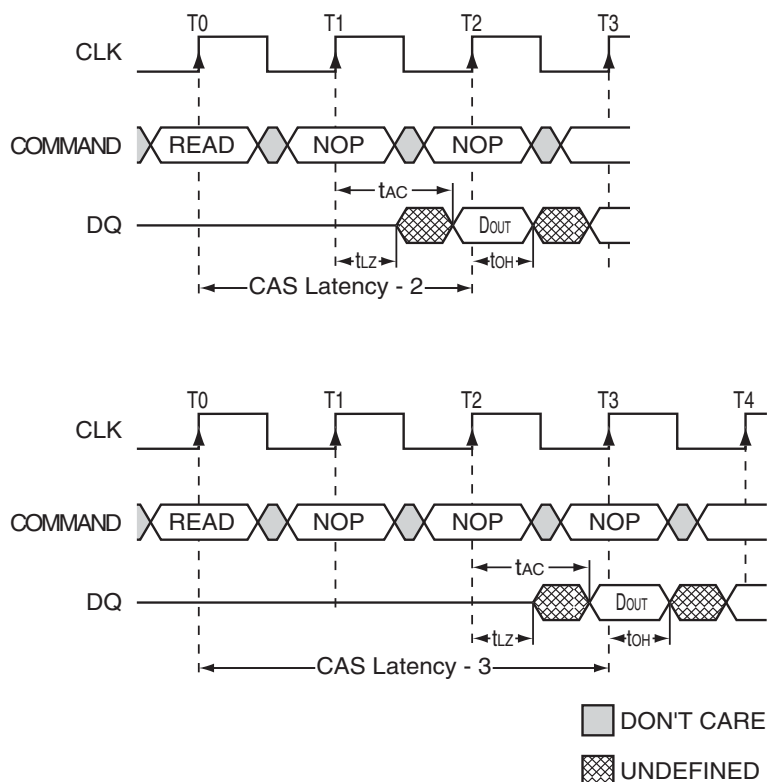 T0 T1 T2 T3
CLK
COMMAND READ NOP NOP
tAC
DQ DOUT
tLZ tOH
CAS Latency - 2
T0 T1 T2 T3 T4
CLK
COMMAND READ NOP NOP NOP
tAC
DQ DOUT
tLZ tOH
CAS Latency - 3
DON'T CARE
UNDEFINED